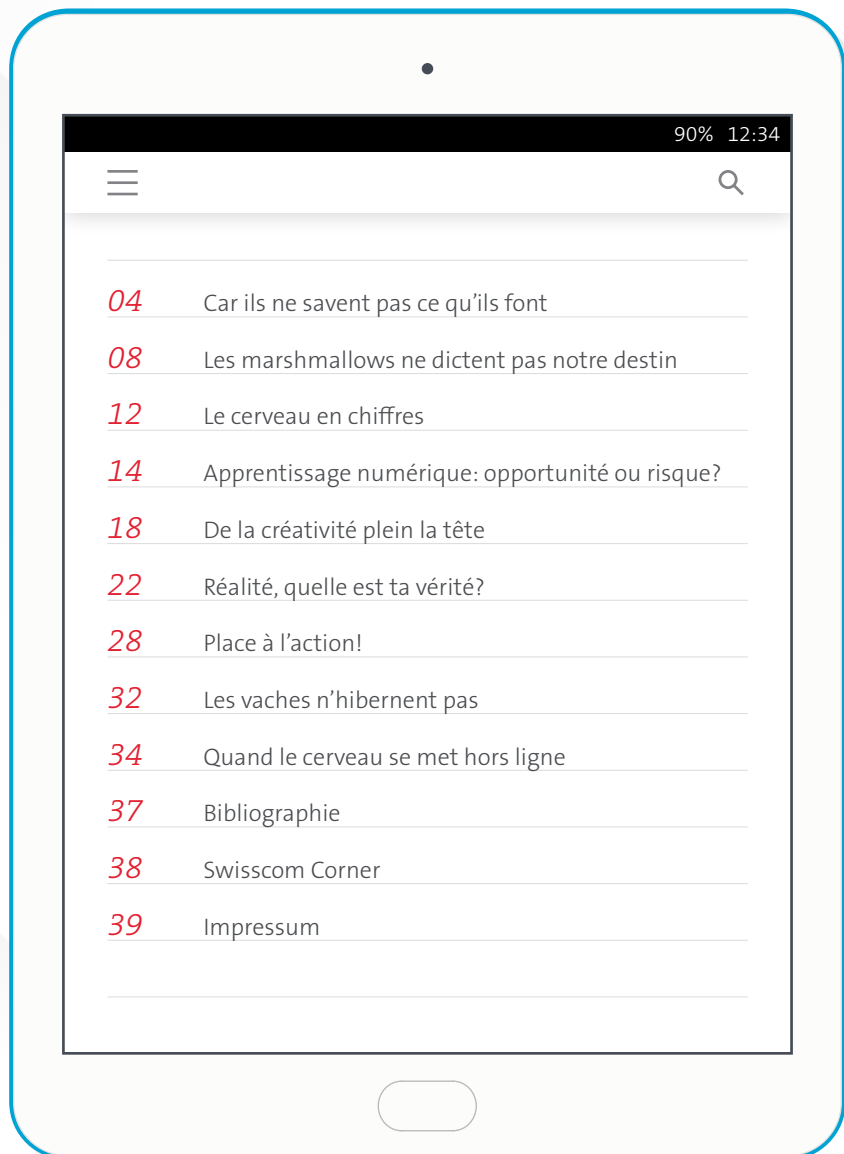 90% 12:34
04 Car ils ne savent pas ce qu’ils font
08 Les marshmallows ne dictent pas notre destin
12 Le cerveau en chiffres
14 Apprentissage numérique: opportunité ou risque?
18 De la créativité plein la tête
22 Réalité, quelle est ta vérité?
28 Place à l’action!
32 Les vaches n’hibernent pas
34 Quand le cerveau se met hors ligne
37 Bibliographie
38 Swisscom Corner
39 Impressum